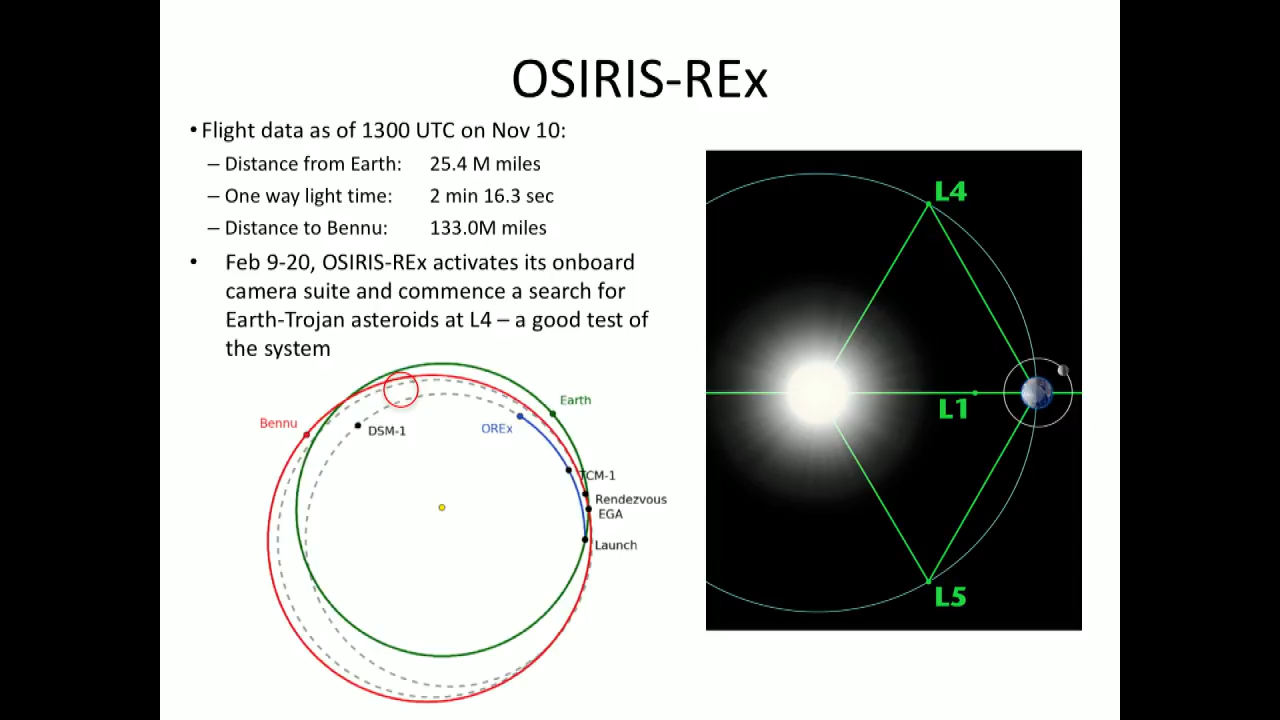 OSIRIS-REx
• Flight data as of 1300 UTC on Nov 10:
– Distance from Earth: 25.4 M miles
– One way light time: 2 min 16.3 sec
– Distance to Bennu: 133.0M miles
• Feb 9-20, OSIRIS-REx activates its onboard
camera suite and commence a search for
Earth-Trojan asteroids at L4 – a good test of
the system
Earth
Bennu
DSM-1
OREx
TCM-1
Rendezvous
EGA
Launch
L4
L1
L5